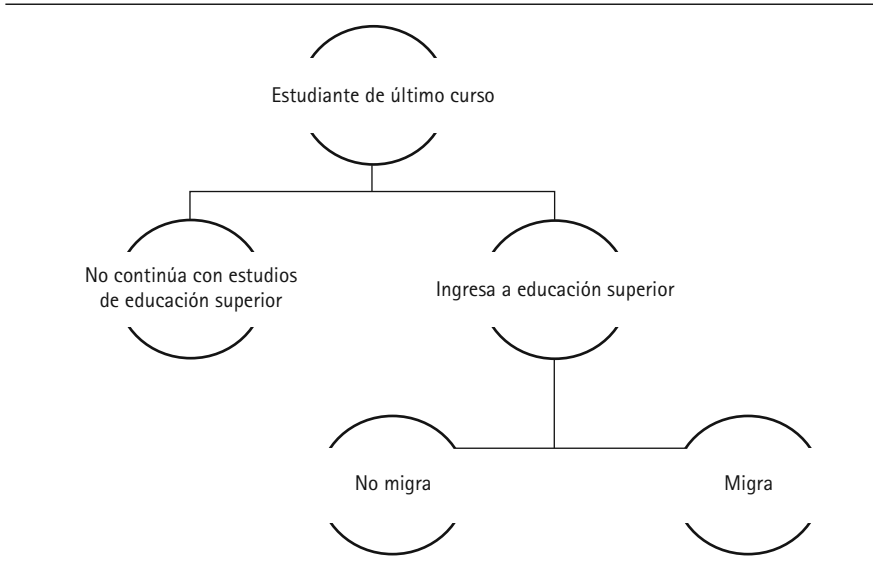 Estudiante de último curso
No continúa con estudios
de educación superior
Ingresa a educación superior
No migra
Migra